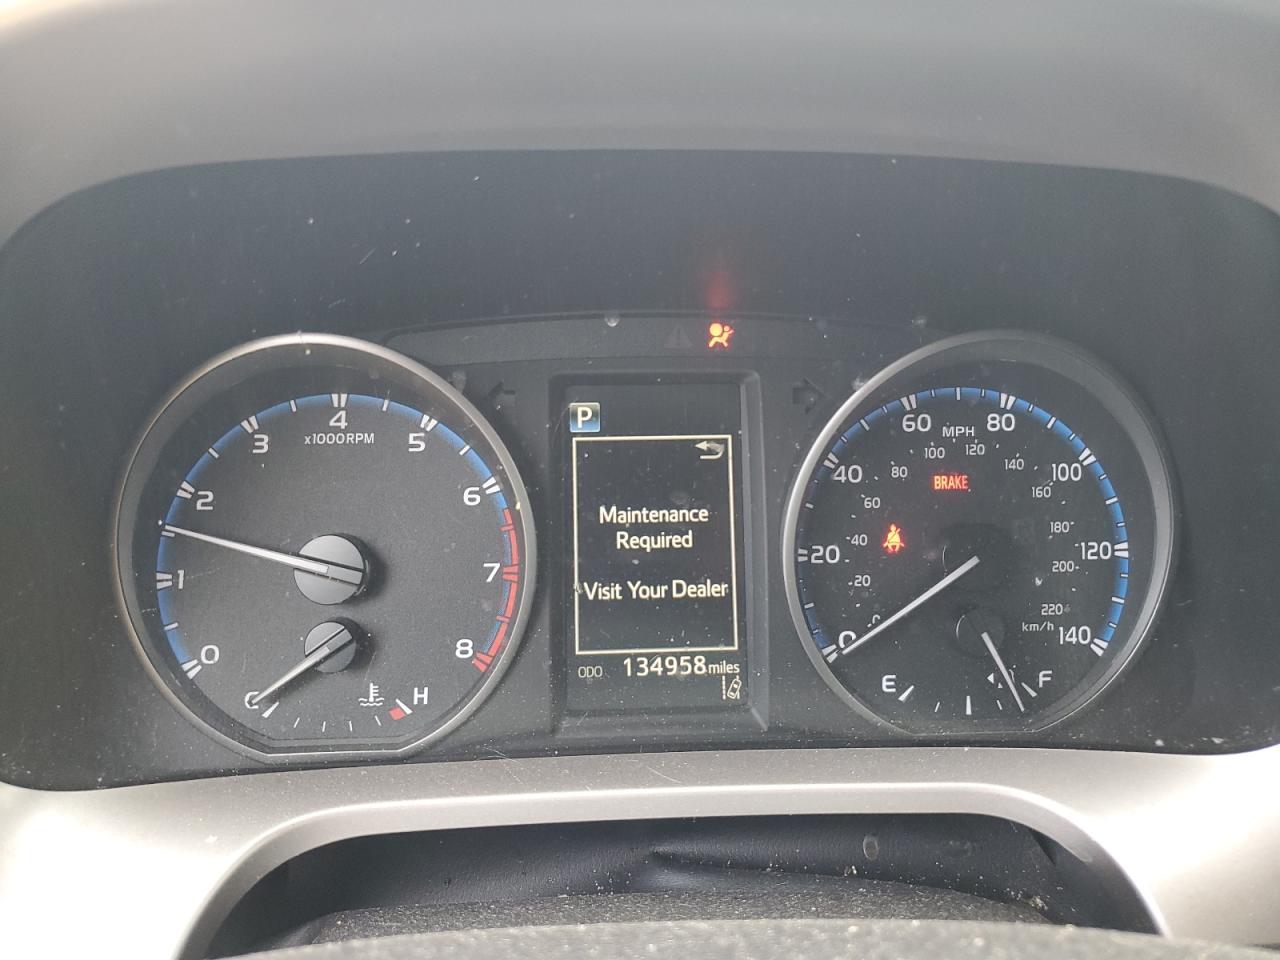 P
Maintenance
Required
Visit Your Dealer
ODO 134958 miles
0
1
2
3
4
5
6
7
8
x1000RPM
C
H
0
20
40
60
80
100
120
140
MPH
20
40
60
80
100
120
140
160
180
200
220
km/h
BRAKE
E
F